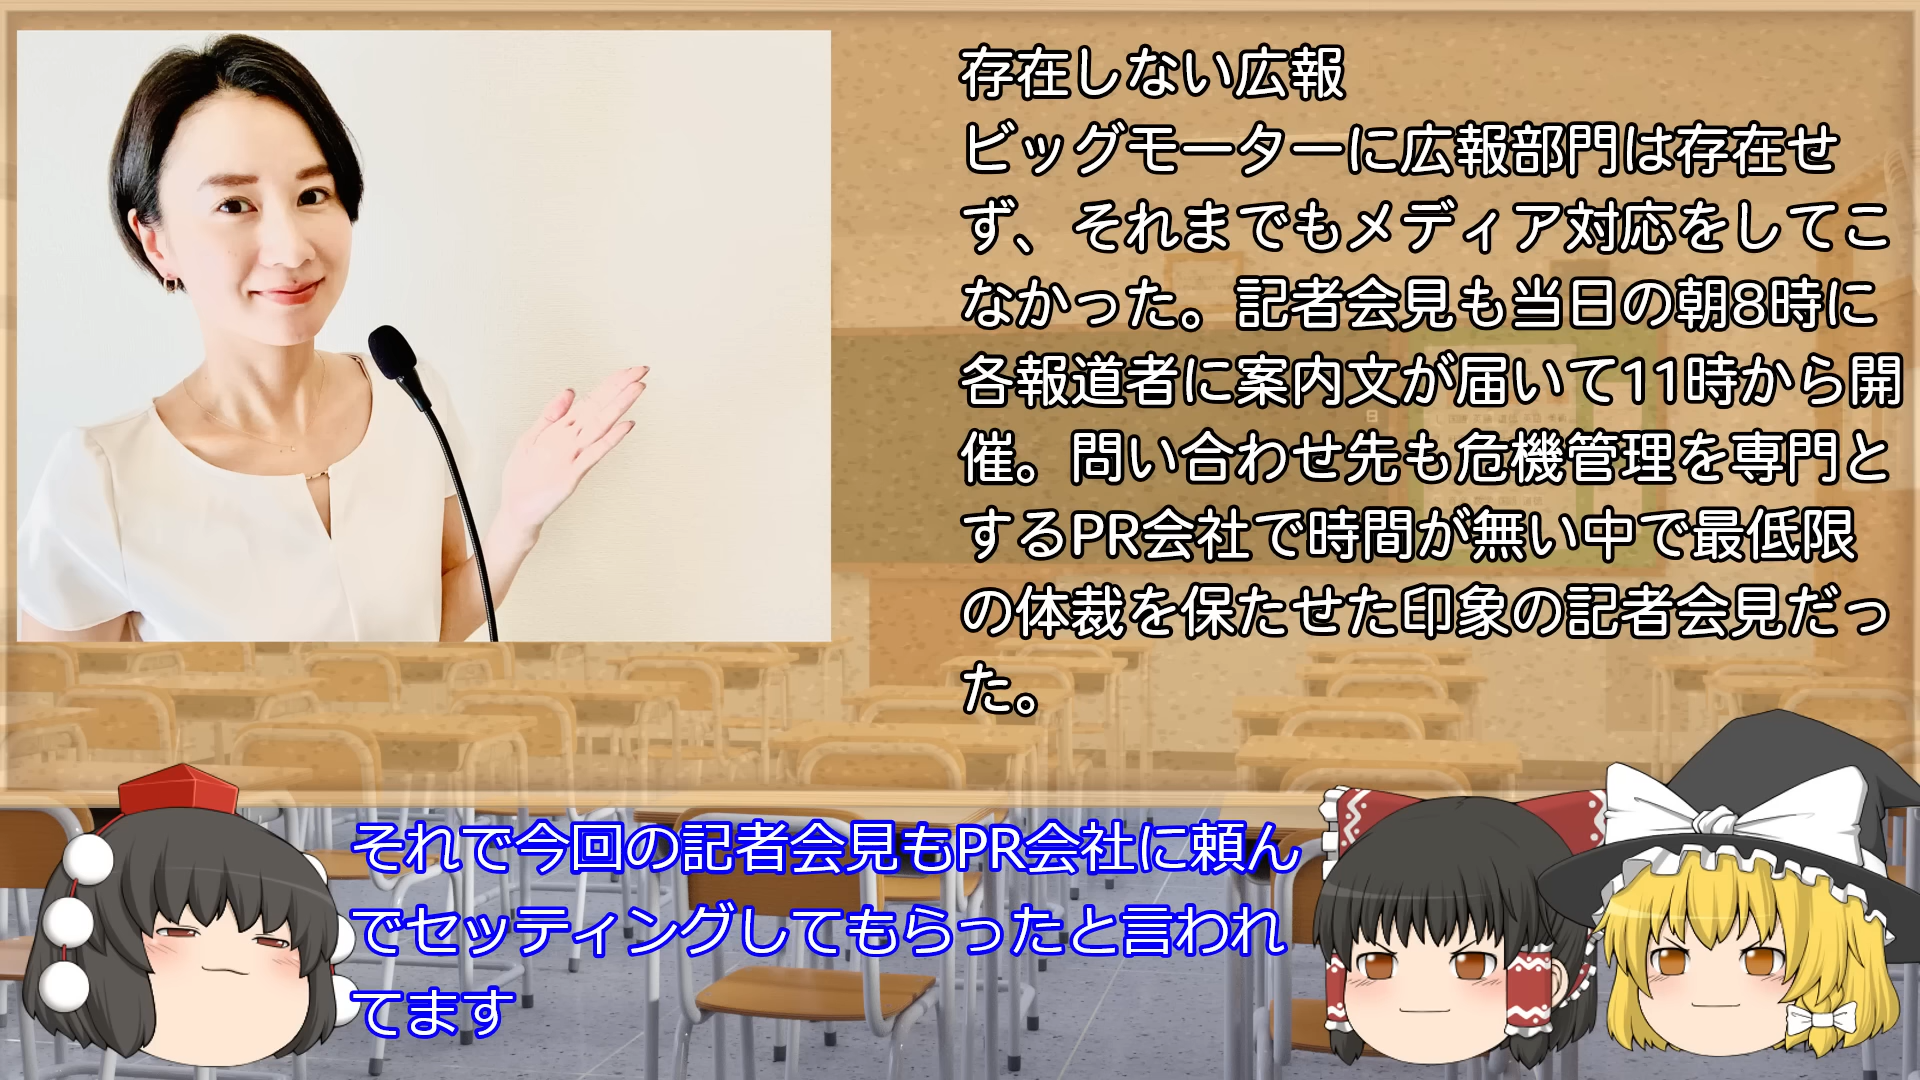 存在しない広報
ビッグモーターに広報部門は存在せ
ず、それまでもメディア対応をしてこ
なかった。記者会見も当日の朝8時に
各報道者に案内文が届いて11時から開
催。問い合わせ先も危機管理を専門と
するPR会社で時間が無い中で最低限
の体裁を保たせた印象の記者会見だっ
た。
それで今回の記者会見もPR会社に頼ん
でセッティングしてもらったと言われ
てます